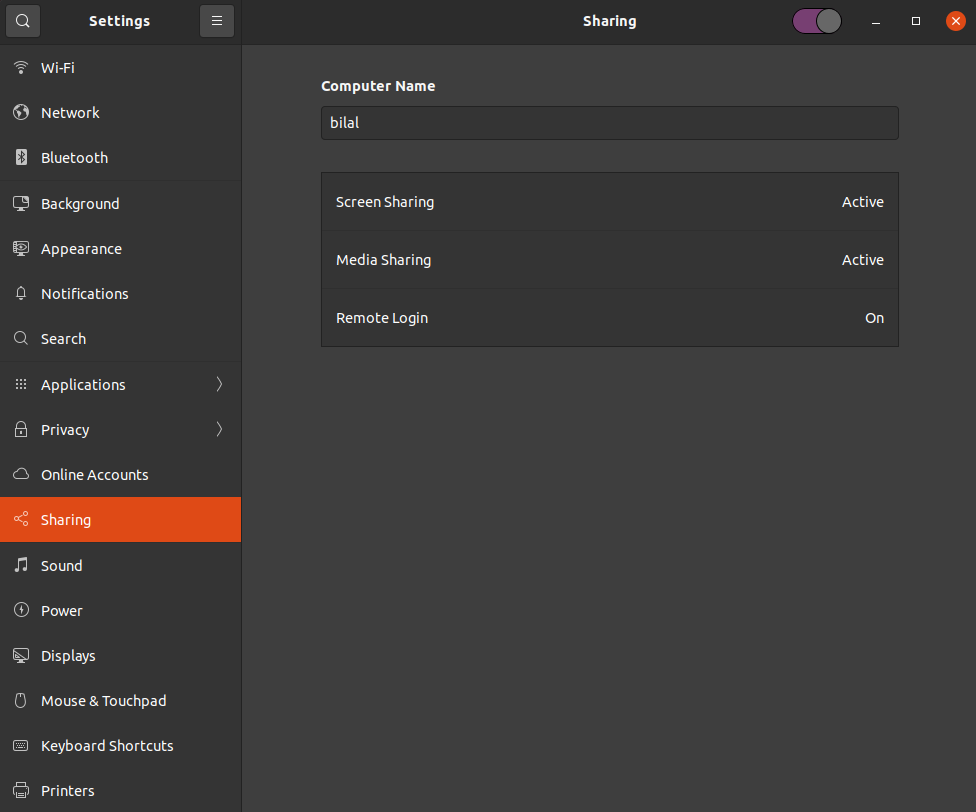 Settings
Sharing
Wi-Fi
Network
Bluetooth
Background
Appearance
Notifications
Search
Applications
Privacy
Online Accounts
Sharing
Sound
Power
Displays
Mouse & Touchpad
Keyboard Shortcuts
Printers
Computer Name
bilal
Screen Sharing Active
Media Sharing Active
Remote Login On